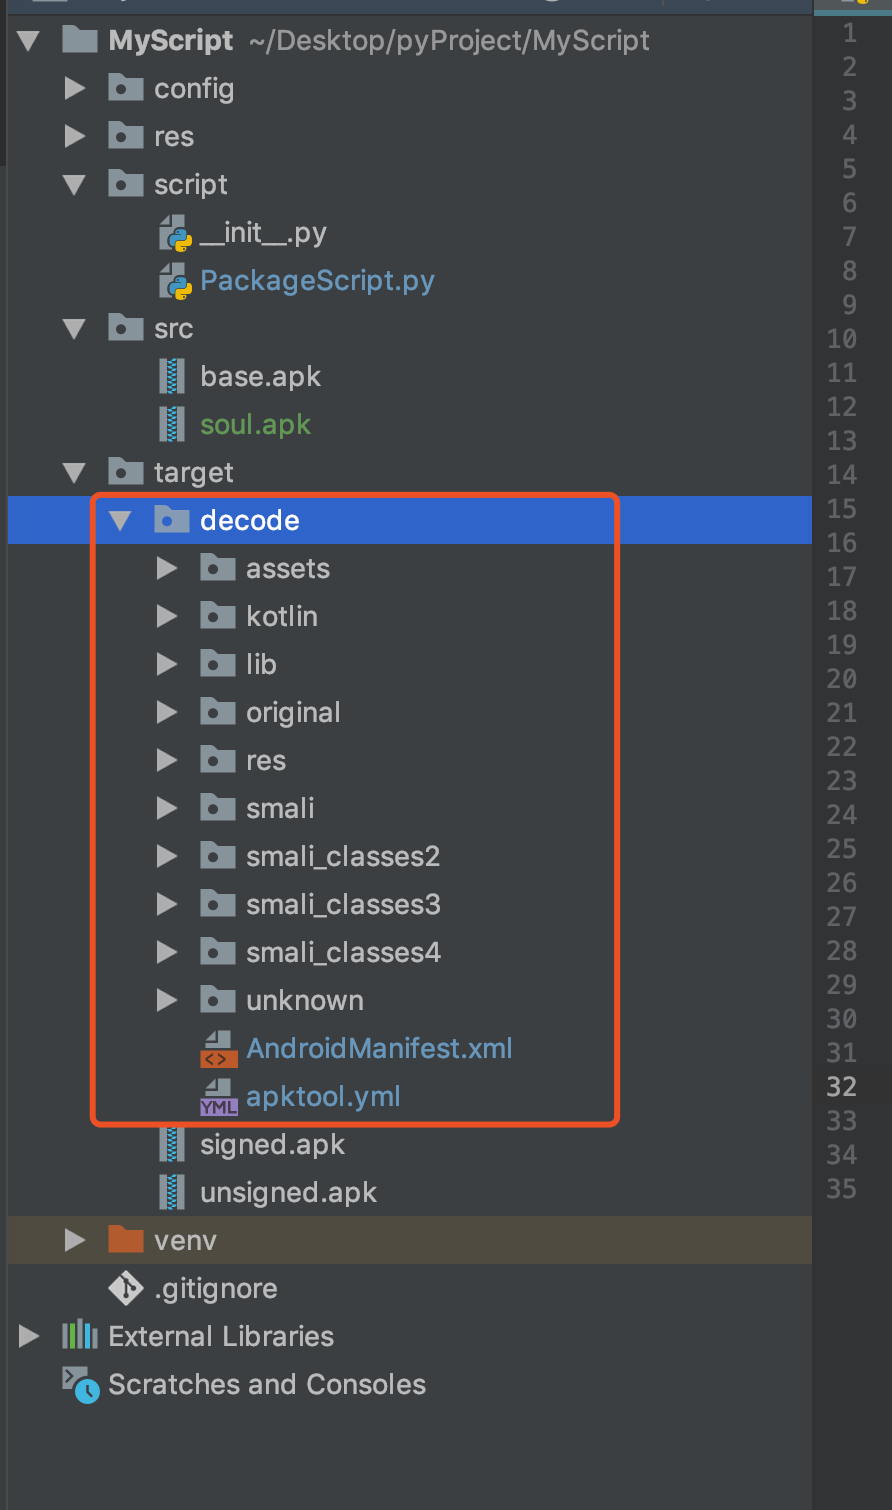 MyScript ~/Desktop/pyProject/MyScript
config
res
script
__init__.py
PackageScript.py
src
base.apk
soul.apk
target
decode
assets
kotlin
lib
original
res
smali
smali_classes2
smali_classes3
smali_classes4
unknown
<>
AndroidManifest.xml
YML
apktool.yml
signed.apk
unsigned.apk
venv
.gitignore
External Libraries
Scratches and Consoles
1
2
3
4
5
6
7
8
9
10
11
12
13
14
15
16
17
18
19
20
21
22
23
24
25
26
27
28
29
30
31
32
33
34
35